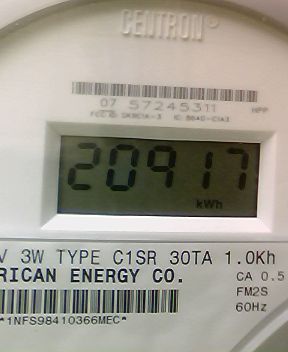 CENTRON®
07 57245311
HPP
20917
kWh
V 3W TYPE C1SR 30TA 1.0Kh
RICAN ENERGY CO.
CA 0.5
FM2S
60Hz
*1NFS98410366MEC*